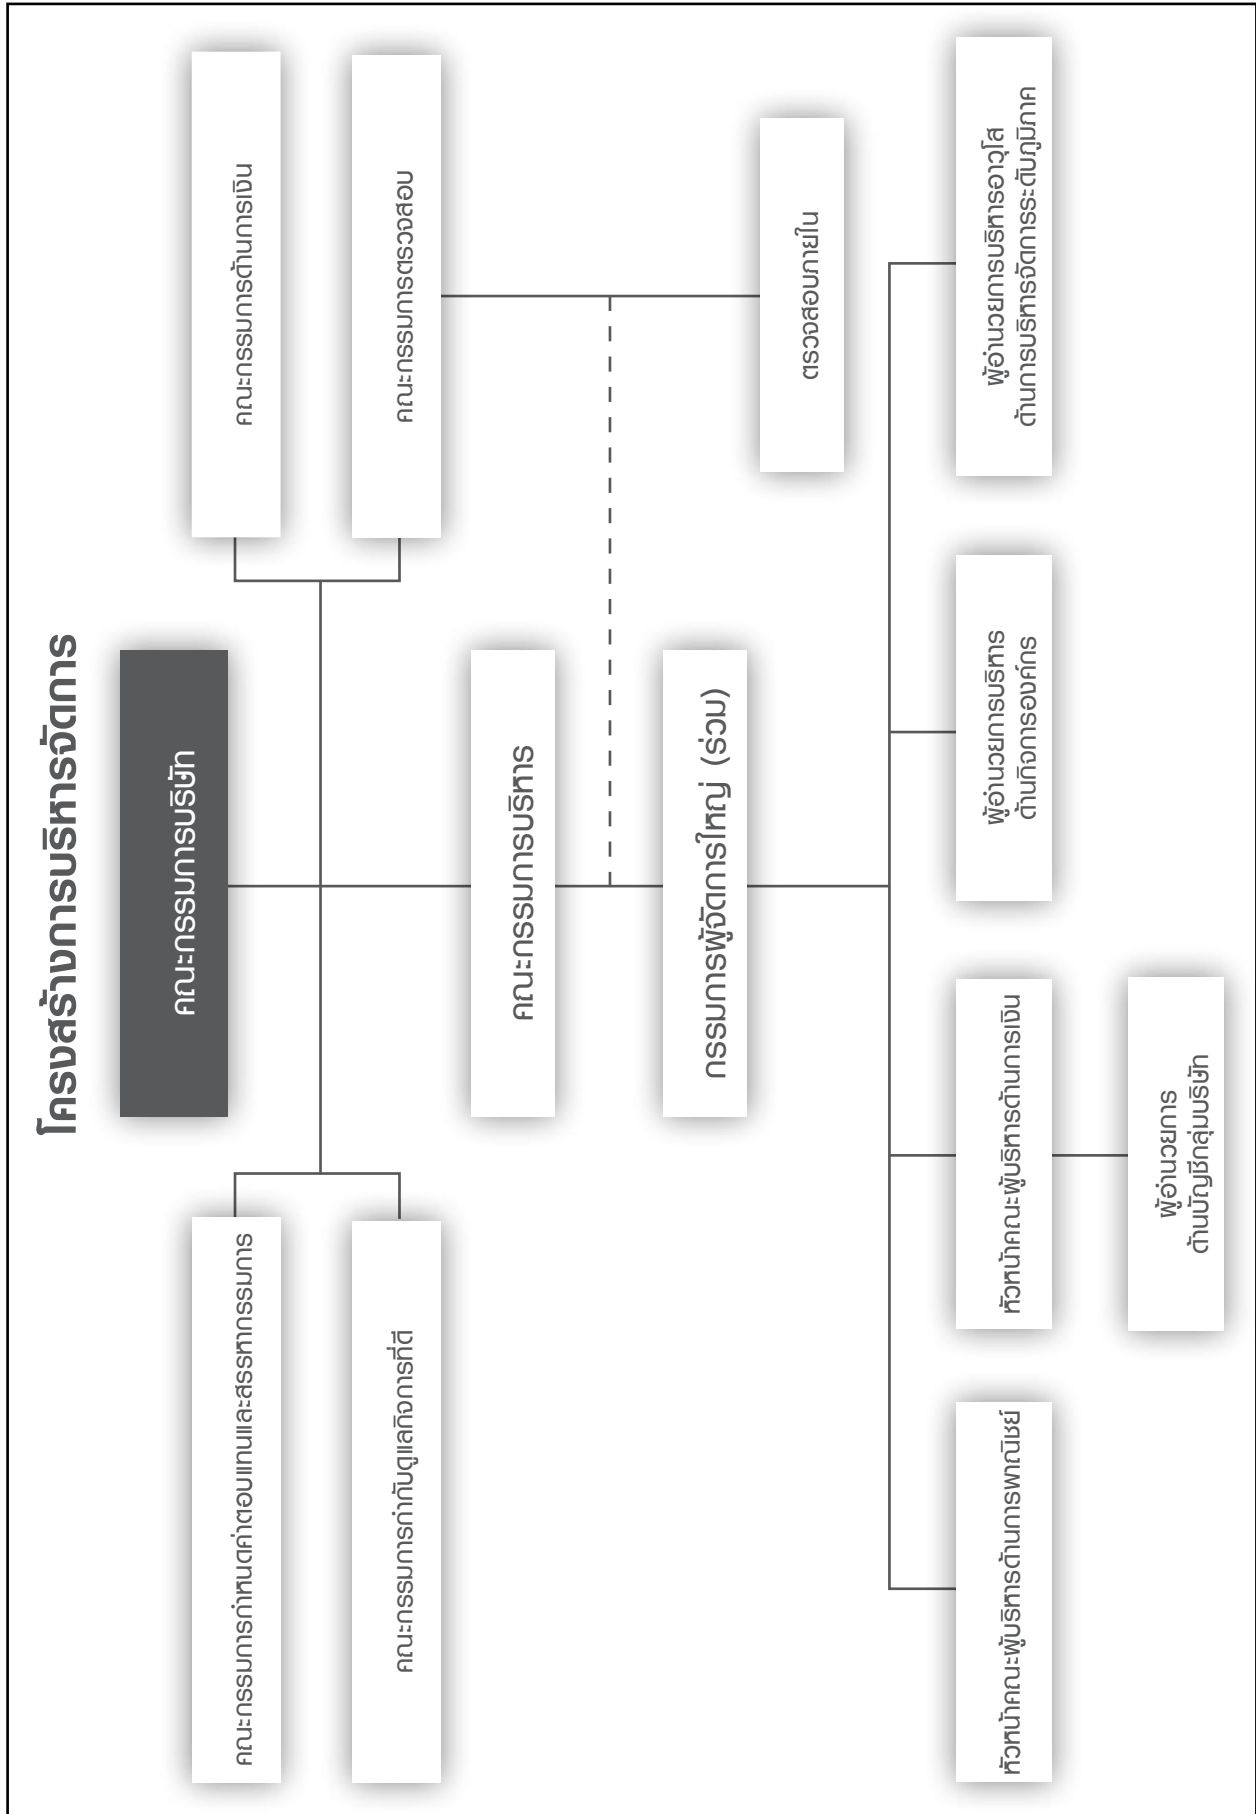 โครงสร้างการบริหารจัดการ
คณะกรรมการบริษัท
คณะกรรมการกำหนดค่าตอบแทนและสรรหากรรมการ
คณะกรรมการด้านการเงิน
คณะกรรมการกำกับดูแลกิจการที่ดี
คณะกรรมการตรวจสอบ
คณะกรรมการบริหาร
กรรมการผู้จัดการใหญ่ (ร่วม)
ตรวจสอบภายใน
หัวหน้าคณะผู้บริหารด้านการพาณิชย์
หัวหน้าคณะผู้บริหารด้านการเงิน
ผู้อำนวยการบริหาร
ด้านกิจการองค์กร
ผู้อำนวยการบริหารอาวุโส
ด้านการบริหารจัดการระดับภูมิภาค
ผู้อำนวยการ
ด้านบัญชีกลุ่มบริษัท